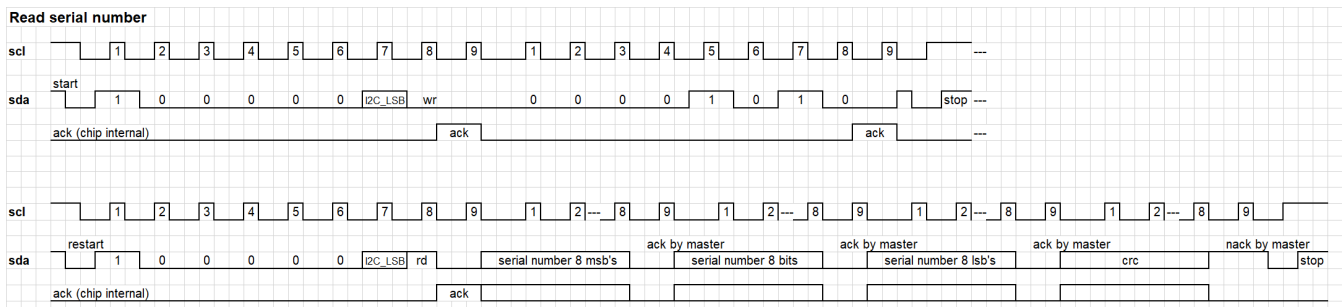 Read serial number
scl 1 2 3 4 5 6 7 8 9 1 2 3 4 5 6 7 8 9 ---
start
sda 1 0 0 0 0 0 I2C_LSB wr 0 0 0 0 1 0 1 0 stop ---
ack (chip internal) ack ack ---
scl 1 2 3 4 5 6 7 8 9 1 2 --- 8 9 1 2 --- 8 9 1 2 --- 8 9 1 2 --- 8 9
restart ack by master ack by master ack by master nack by master
sda 1 0 0 0 0 0 I2C_LSB rd serial number 8 msb's serial number 8 bits serial number 8 lsb's crc stop
ack (chip internal) ack